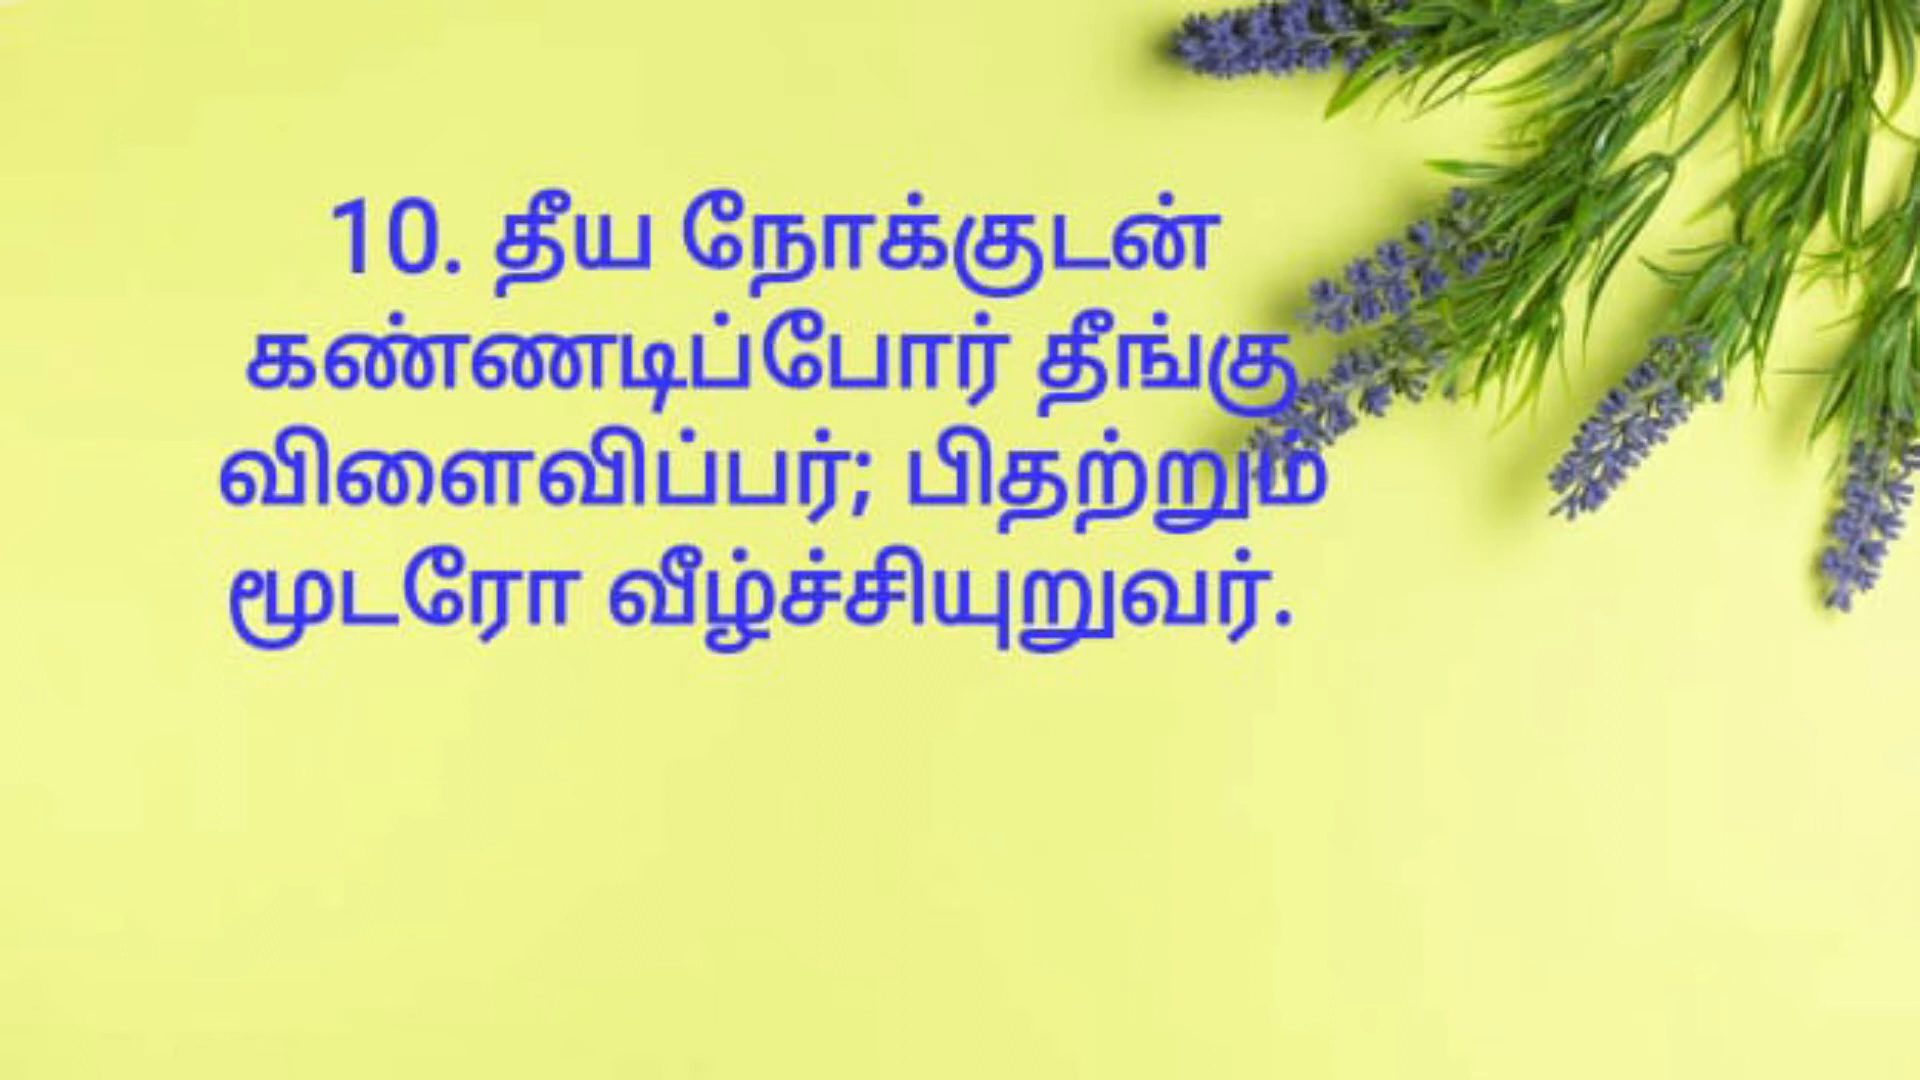 10. தீய நோக்குடன்
கண்ணடிப்போர் தீங்கு
விளைவிப்பர்; பிதற்றும்
மூடரோ வீழ்ச்சியுறுவர்.